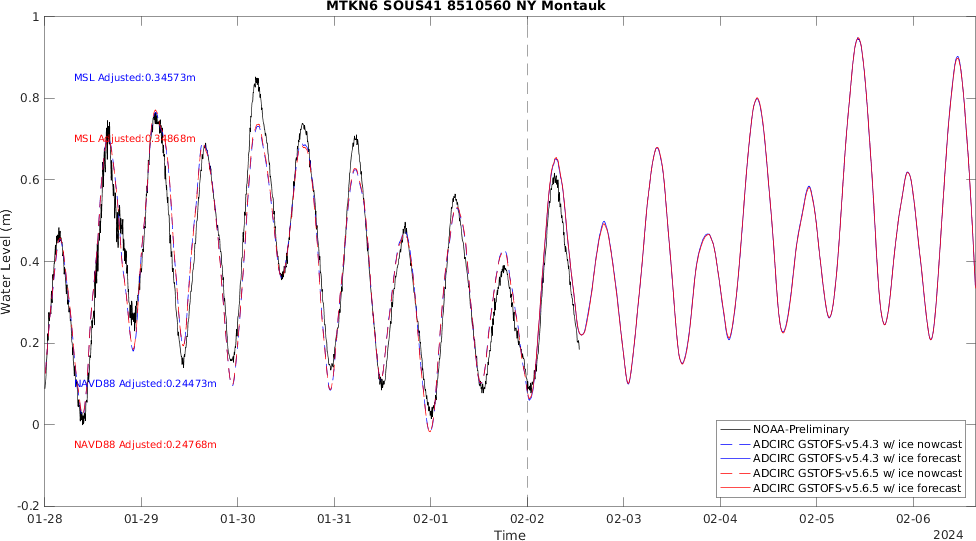 MTKN6 SOUS41 8510560 NY Montauk
1
0.8
0.6
0.4
0.2
0
-0.2
Water Level (m)
MSL Adjusted:0.34573m
MSL Adjusted:0.34868m
NAVD88 Adjusted:0.24473m
NAVD88 Adjusted:0.24768m
NOAA-Preliminary
ADCIRC GSTOFS-v5.4.3 w/ ice nowcast
ADCIRC GSTOFS-v5.4.3 w/ ice forecast
ADCIRC GSTOFS-v5.6.5 w/ ice nowcast
ADCIRC GSTOFS-v5.6.5 w/ ice forecast
01-28 01-29 01-30 01-31 02-01 02-02 02-03 02-04 02-05 02-06
Time
2024